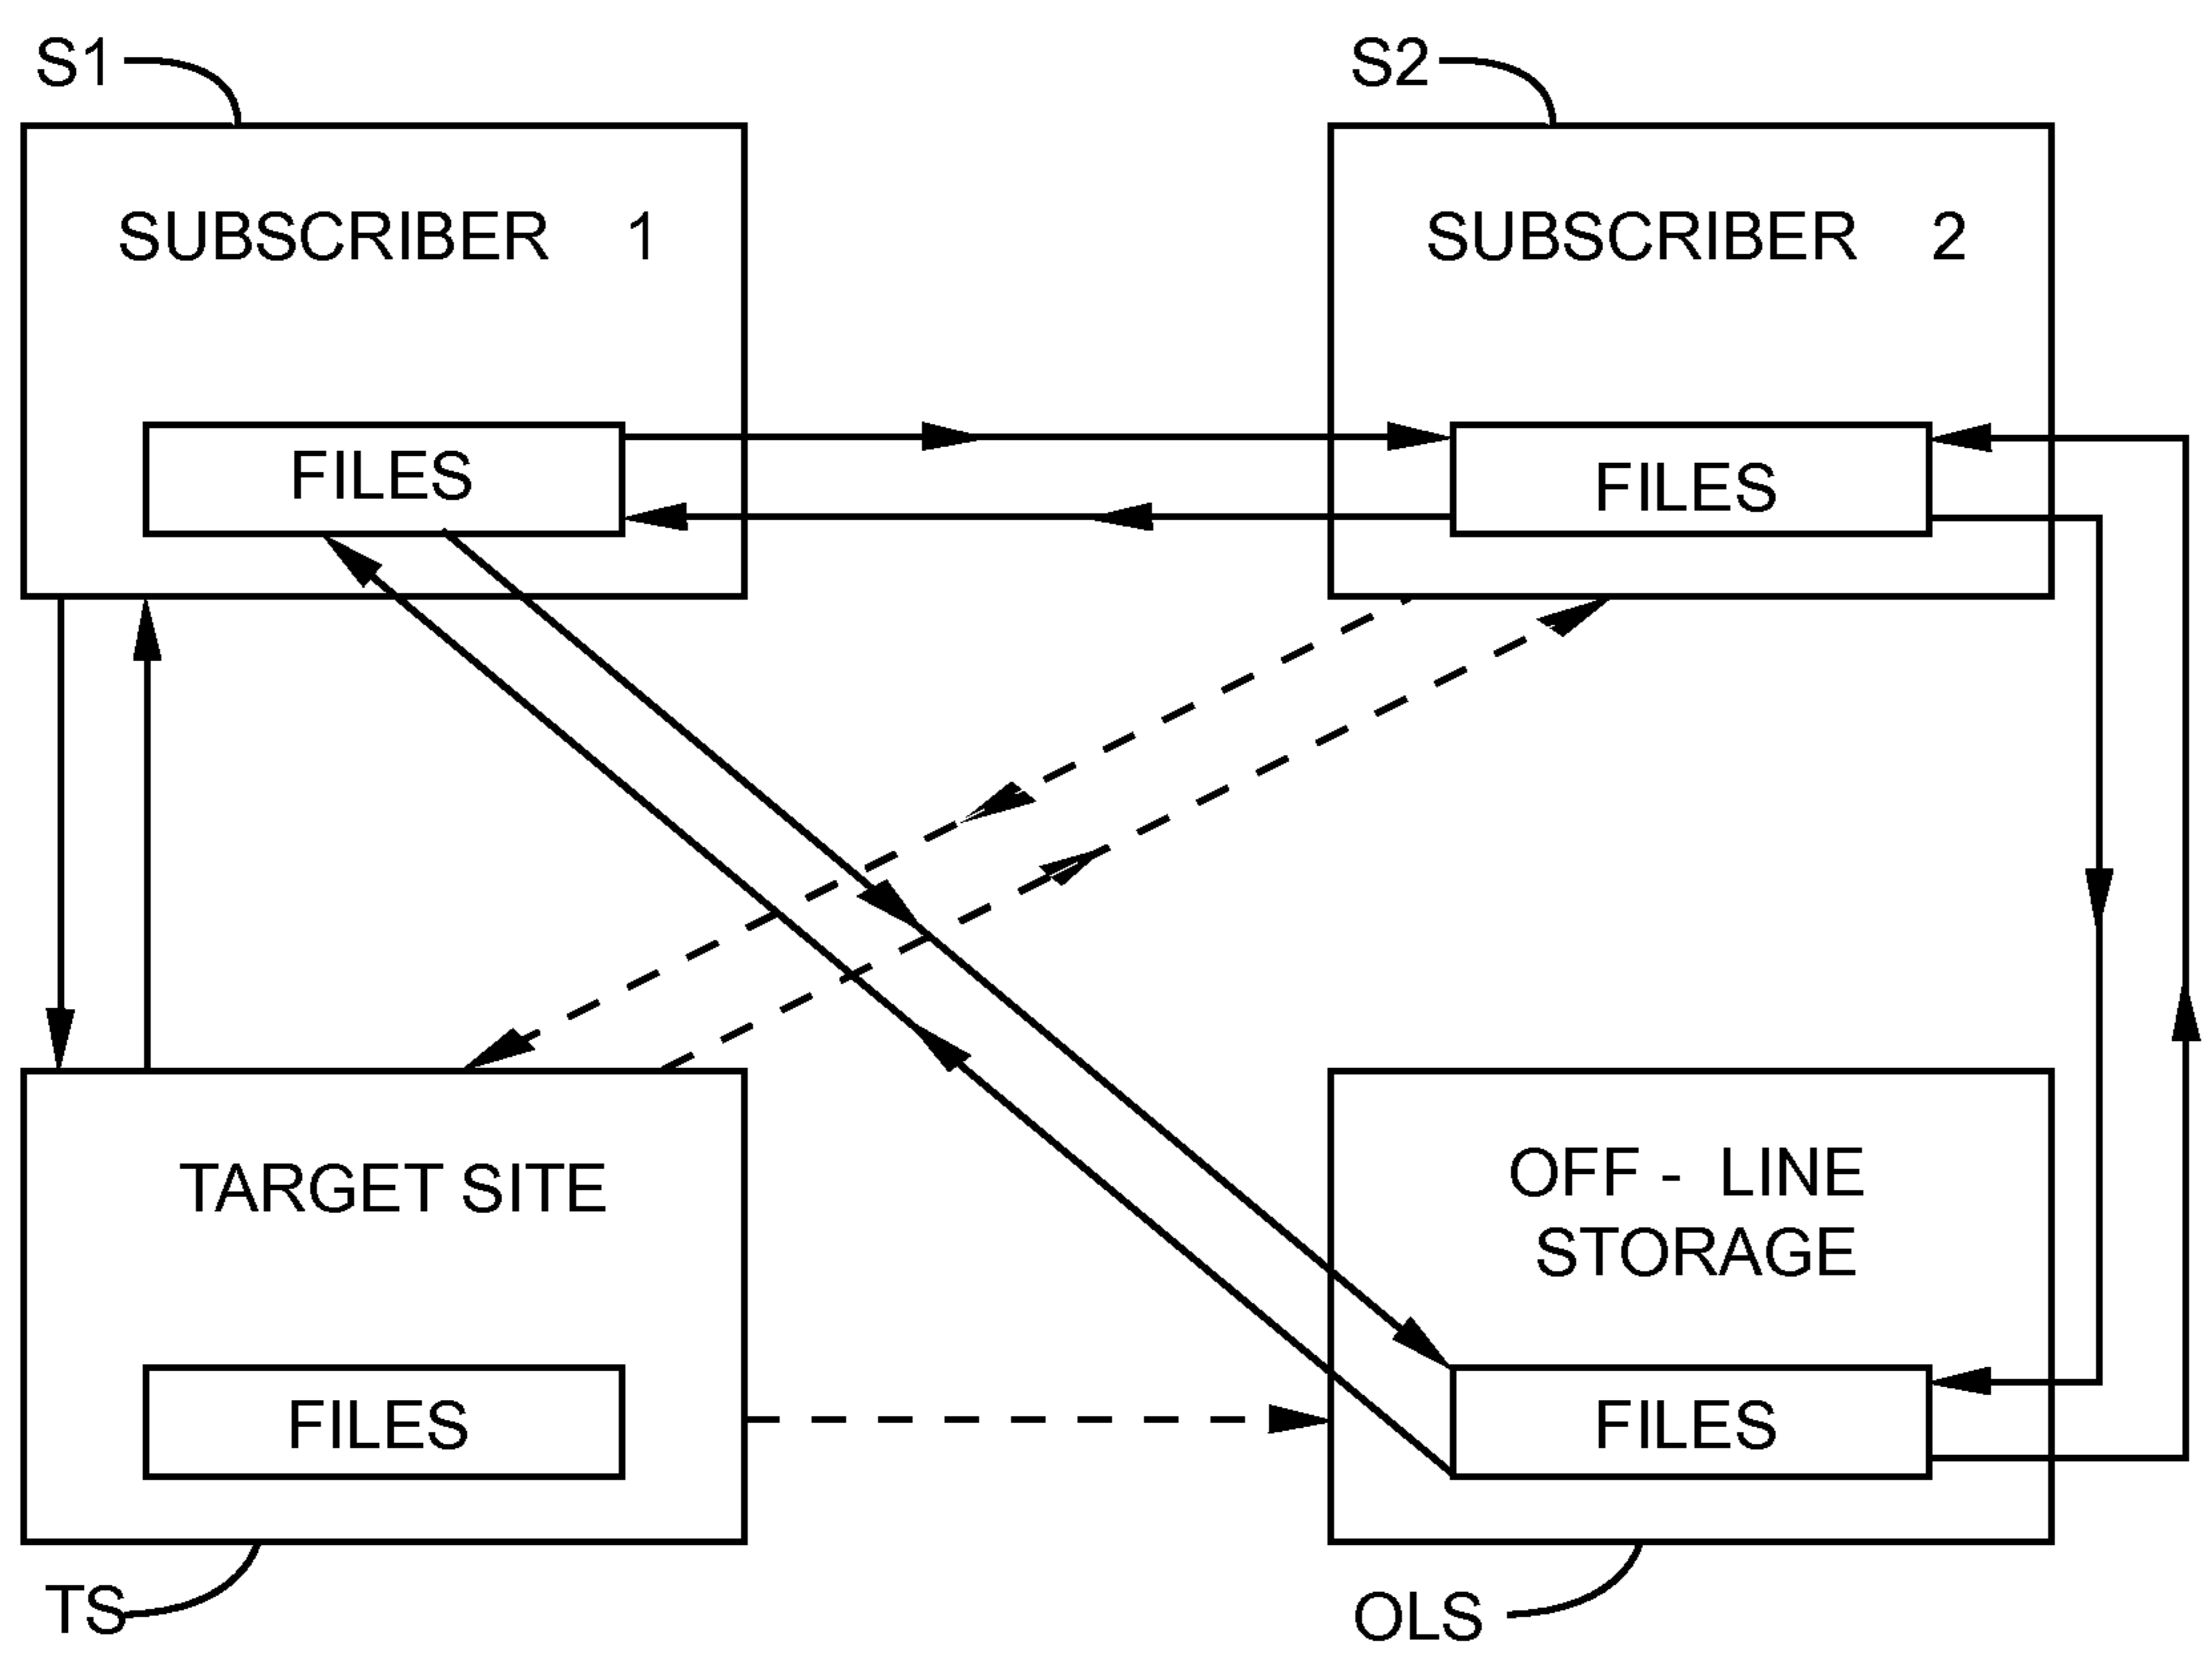 S1
S2
SUBSCRIBER 1
SUBSCRIBER 2
FILES
FILES
TARGET SITE
OFF - LINE
STORAGE
FILES
FILES
TS
OLS